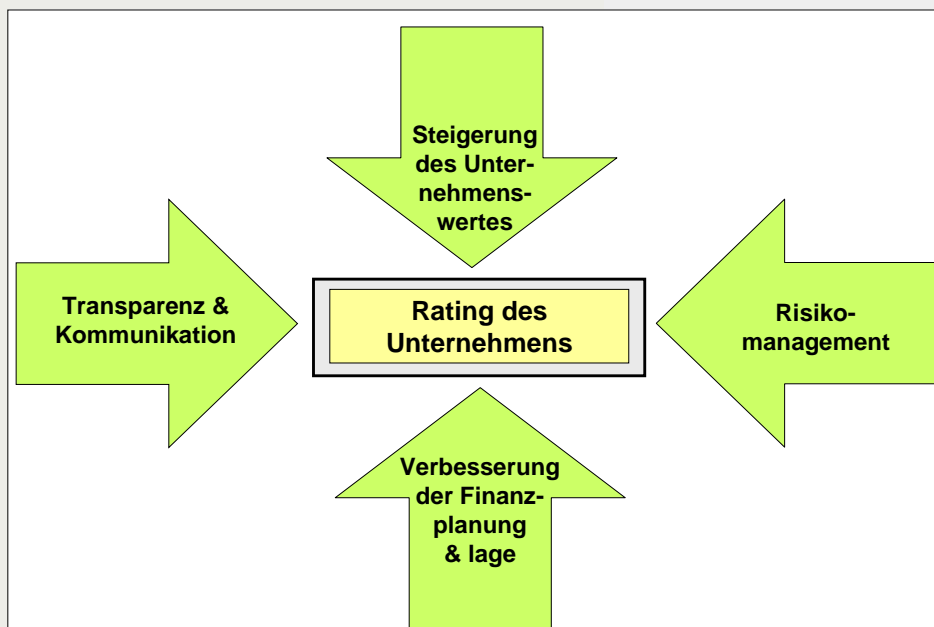 Steigerung
des Unter-
nehmens-
wertes
Transparenz &
Kommunikation
Rating des
Unternehmens
Risiko-
management
Verbesserung
der Finanz-
planung
& lage